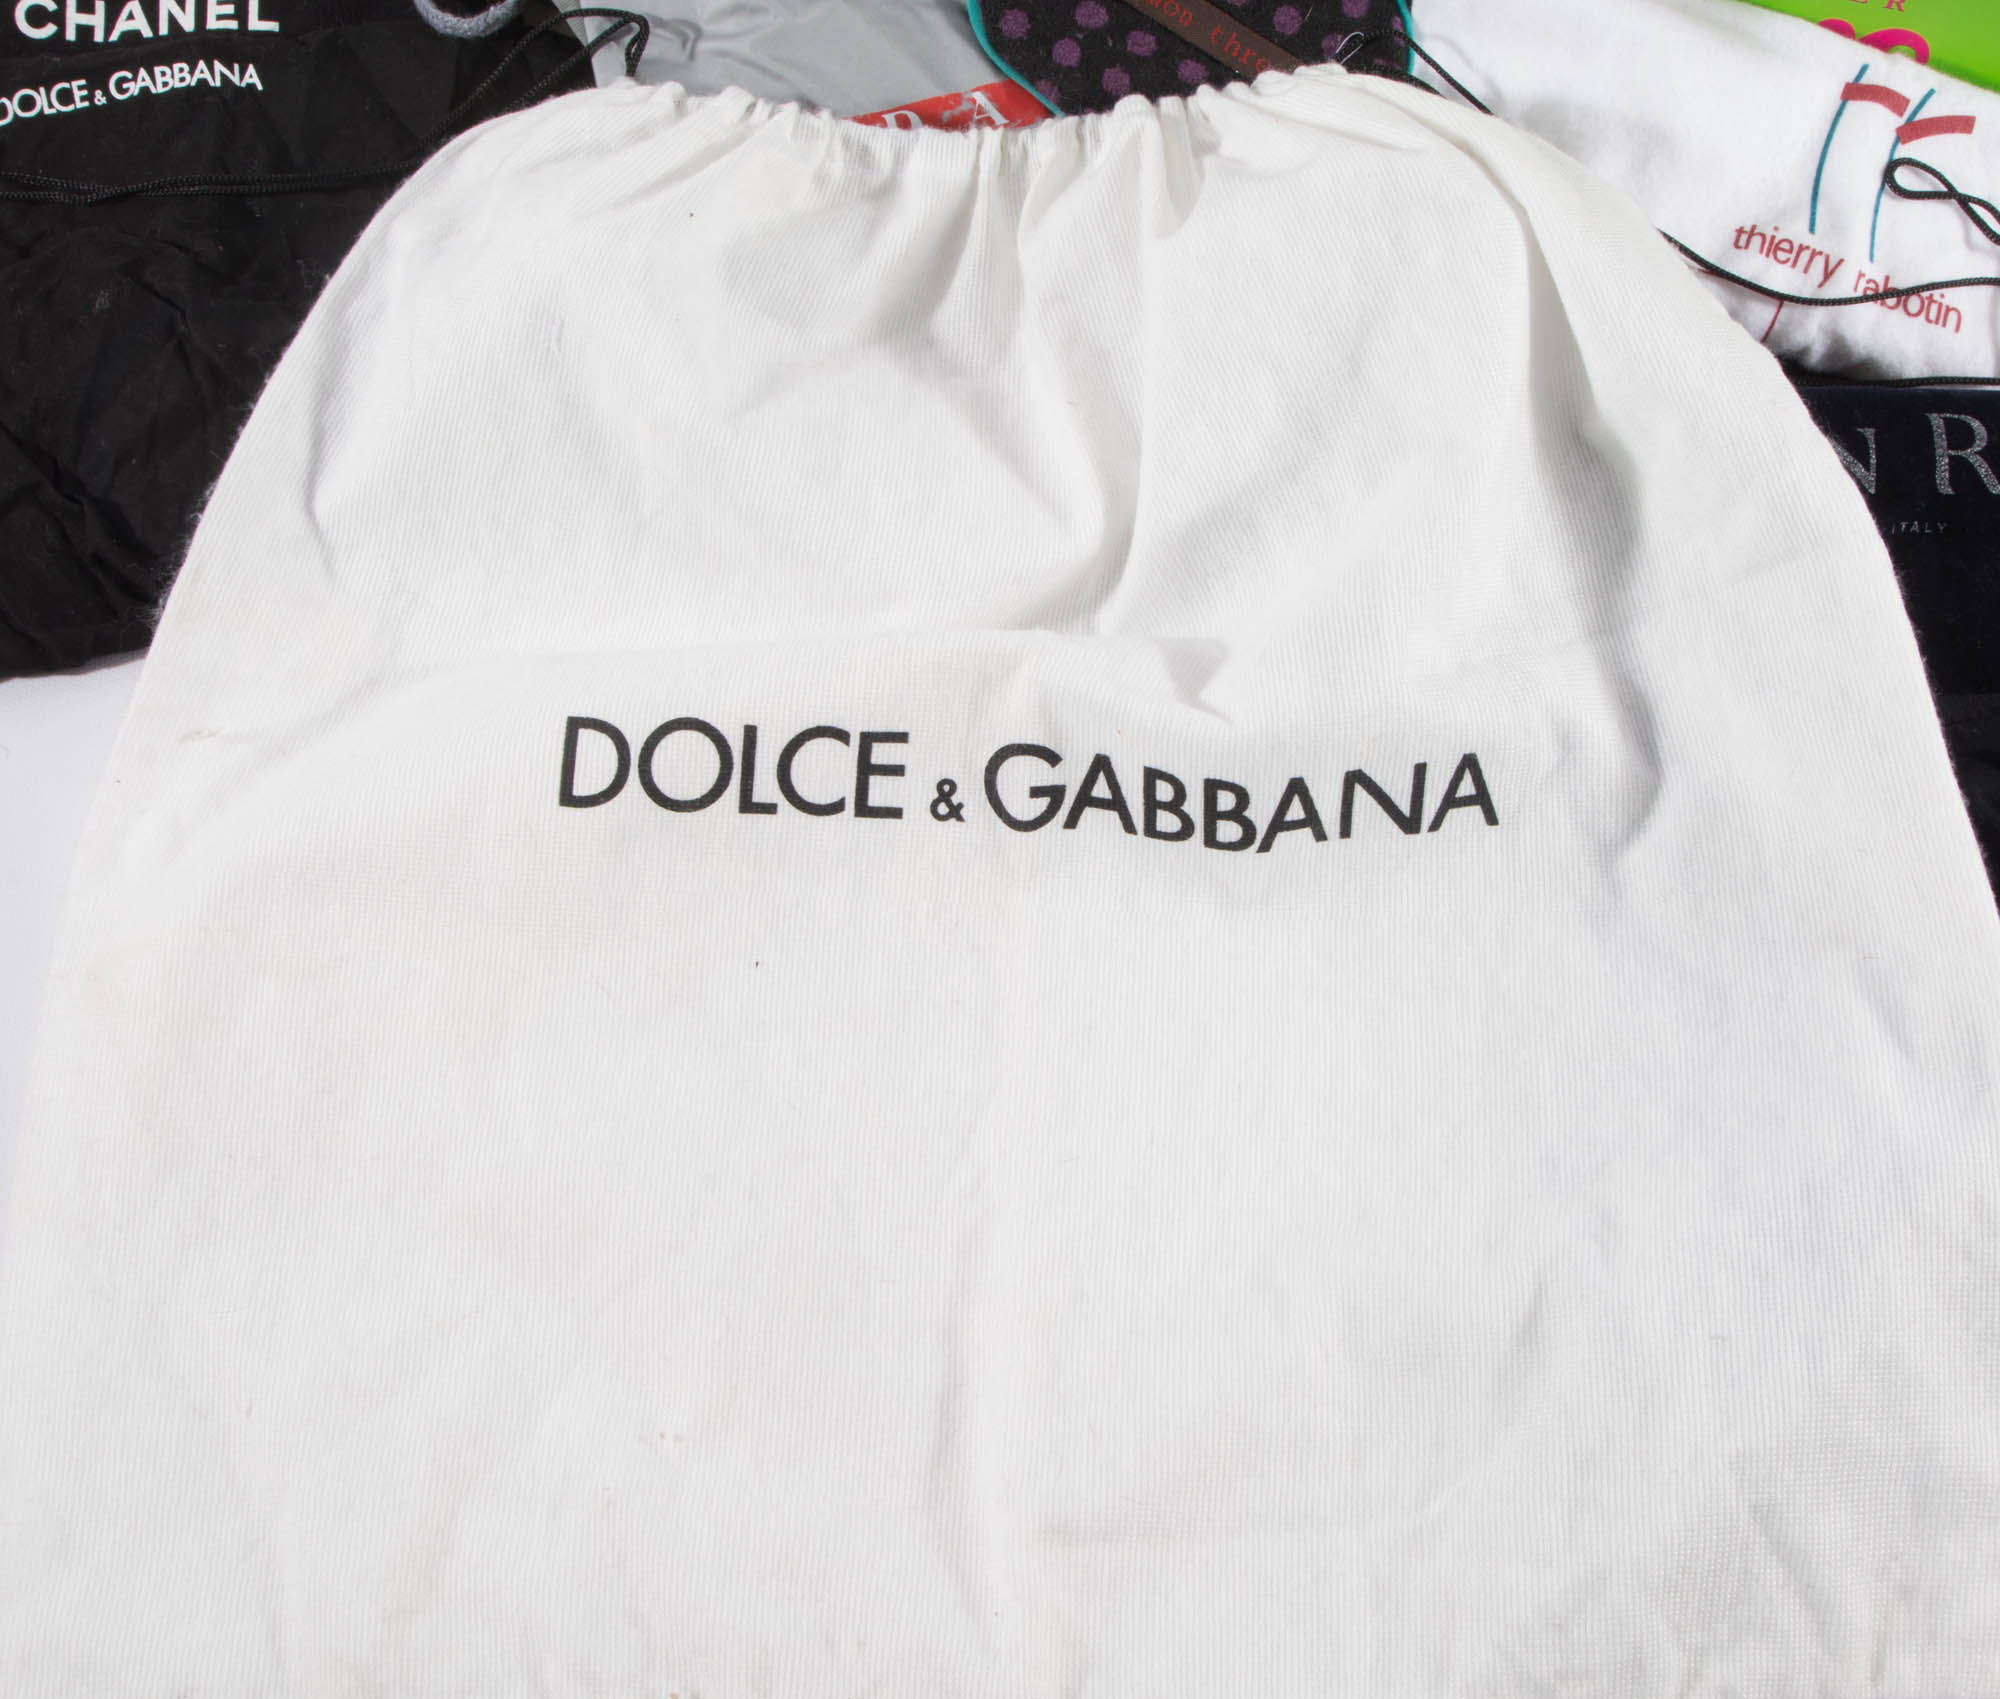 CHANEL
DOLCE & GABBANA
thierry rabotin
ITALY
DOLCE & GABBANA